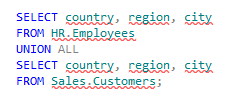 SELECT country, region, city
FROM HR.Employees
UNION ALL
SELECT country, region, city
FROM Sales.Customers;